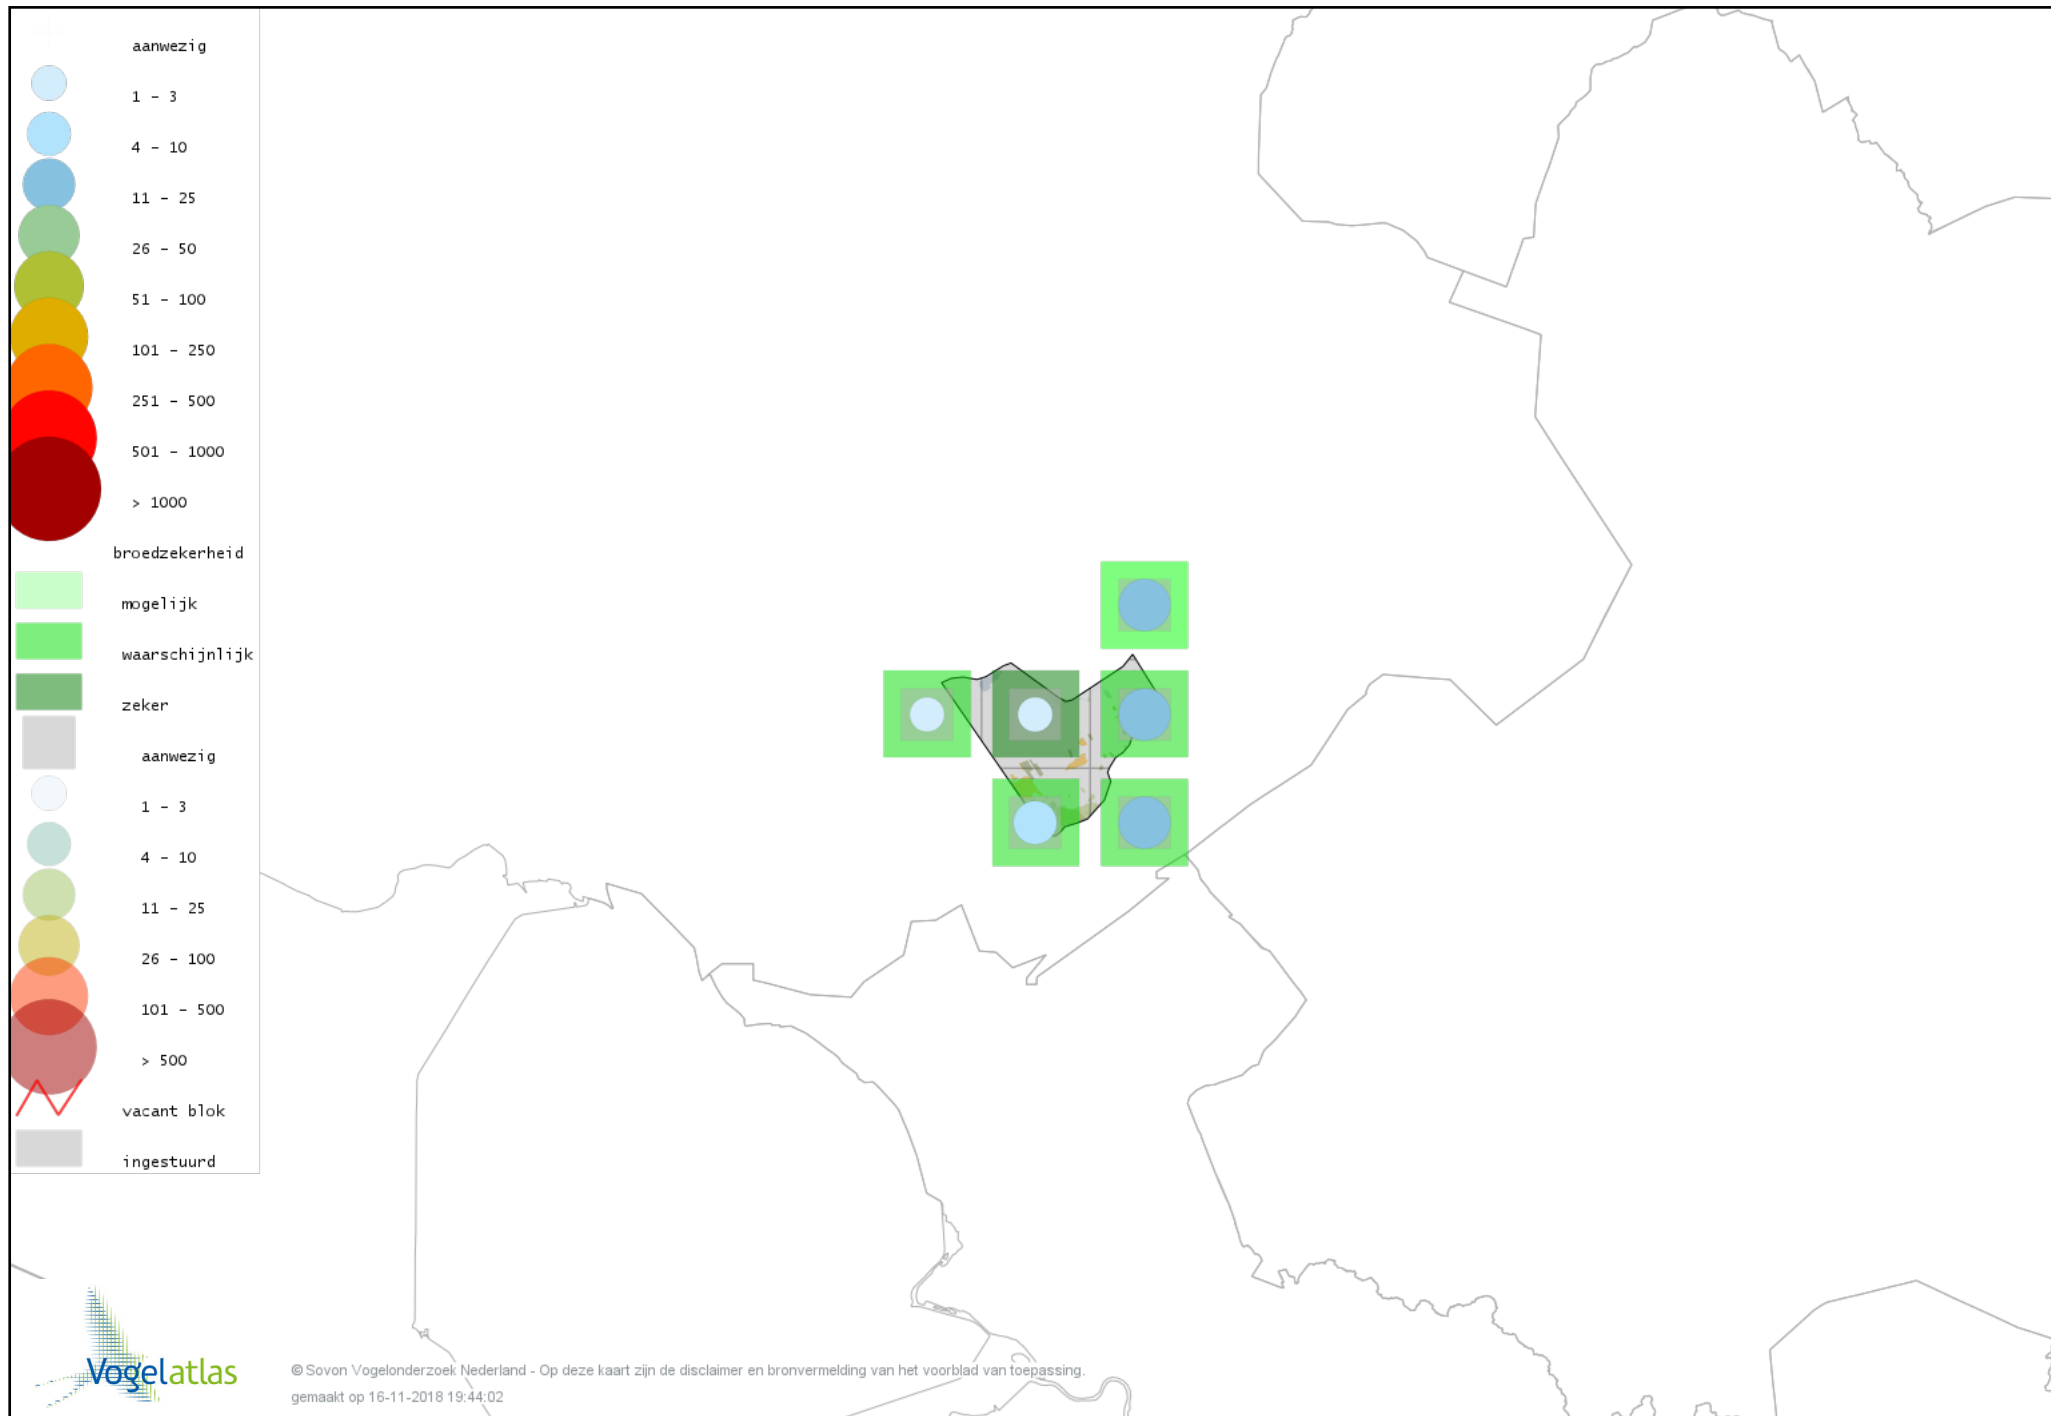 aanwezig
1 - 3
4 - 10
11 - 25
26 - 50
51 - 100
101 - 250
251 - 500
501 - 1000
> 1000
broedzekerheid
mogelijk
waarschijnlijk
zeker
aanwezig
1 - 3
4 - 10
11 - 25
26 - 100
101 - 500
> 500
vacant blok
ingestuurd
Vogelatlas
© Sovon Vogelonderzoek Nederland - Op deze kaart zijn de disclaimer en bronvermelding van het voorblad van toepassing.
gemaakt op 16-11-2018 19:44:02